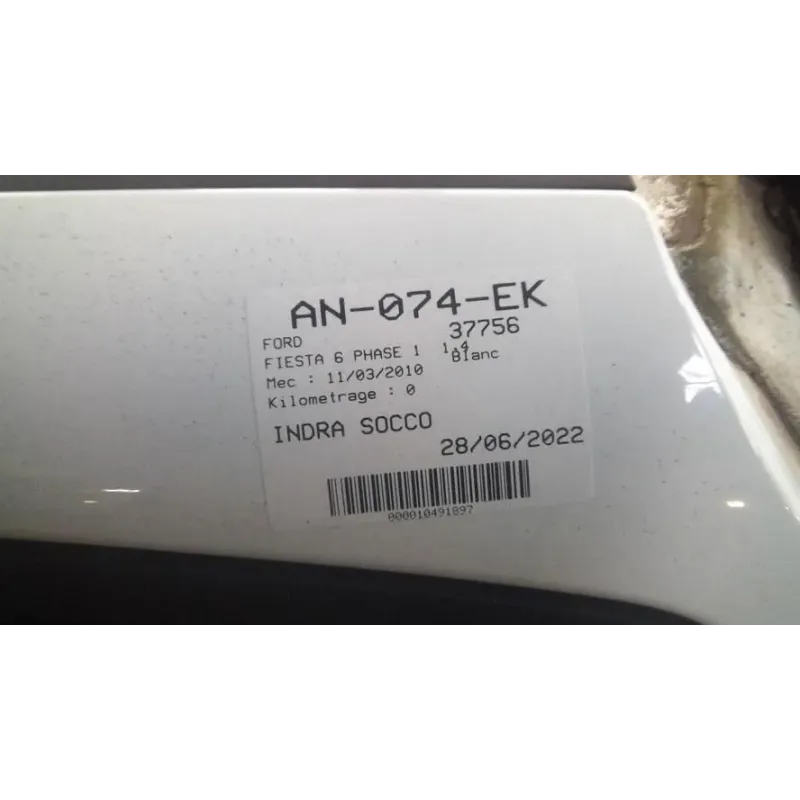 AN-074-EK
FORD 37756
FIESTA 6 PHASE 1 1.4
Mec : 11/03/2010 Blanc
Kilometrage : 0
INDRA SOCCO
28/06/2022
000010491897